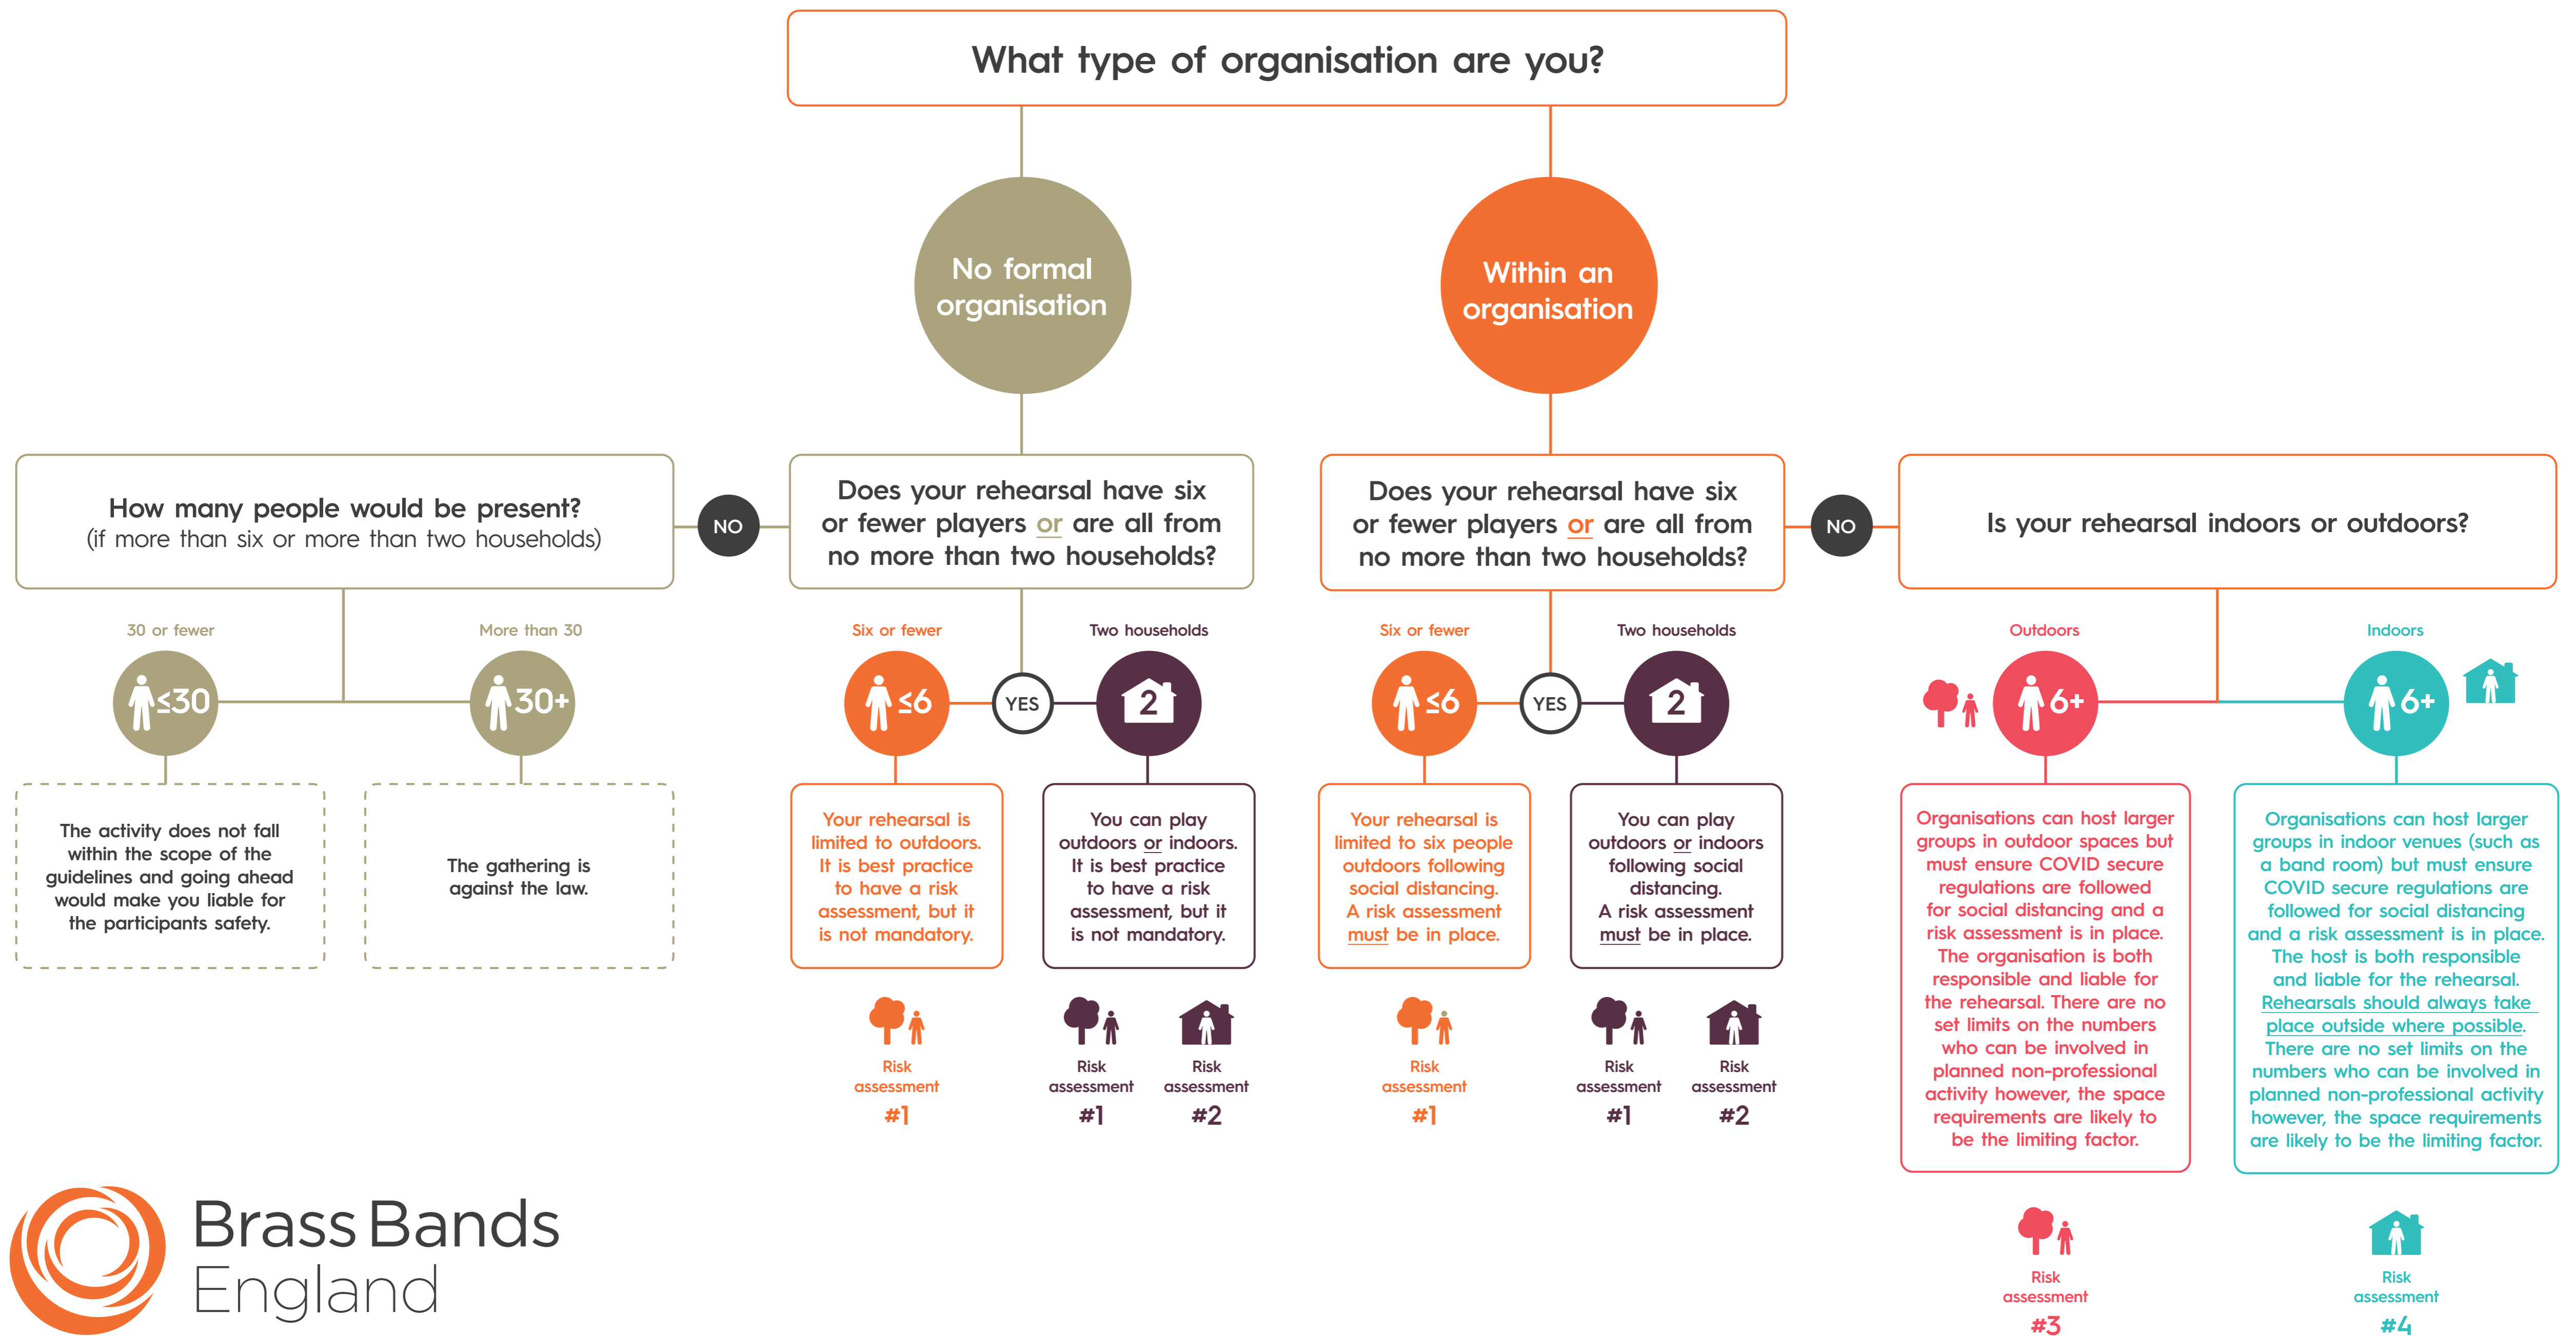 What type of organisation are you?
No formal
organisation
Within an
organisation
How many people would be present?
(if more than six or more than two households)
NO
Does your rehearsal have six
or fewer players or are all from
no more than two households?
Does your rehearsal have six
or fewer players or are all from
no more than two households?
NO
Is your rehearsal indoors or outdoors?
30 or fewer
≤30
More than 30
30+
Six or fewer
≤6
YES
Two households
2
Six or fewer
≤6
YES
Two households
2
Outdoors
6+
Indoors
6+
The activity does not fall
within the scope of the
guidelines and going ahead
would make you liable for
the participants safety.
The gathering is
against the law.
Your rehearsal is
limited to outdoors.
It is best practice
to have a risk
assessment, but it
is not mandatory.
You can play
outdoors or indoors.
It is best practice
to have a risk
assessment, but it
is not mandatory.
Your rehearsal is
limited to six people
outdoors following
social distancing.
A risk assessment
must be in place.
You can play
outdoors or indoors
following social
distancing.
A risk assessment
must be in place.
Organisations can host larger
groups in outdoor spaces but
must ensure COVID secure
regulations are followed
for social distancing and a
risk assessment is in place.
The organisation is both
responsible and liable for
the rehearsal. There are no
set limits on the numbers
who can be involved in
planned non-professional
activity however, the space
requirements are likely to
be the limiting factor.
Organisations can host larger
groups in indoor venues (such as
a band room) but must ensure
COVID secure regulations are
followed for social distancing
and a risk assessment is in place.
The host is both responsible
and liable for the rehearsal.
Rehearsals should always take
place outside where possible.
There are no set limits on the
numbers who can be involved in
planned non-professional activity
however, the space requirements
are likely to be the limiting factor.
Risk
assessment
#1
Risk
assessment
#1
Risk
assessment
#2
Risk
assessment
#1
Risk
assessment
#1
Risk
assessment
#2
Risk
assessment
#3
Risk
assessment
#4
Brass Bands
England